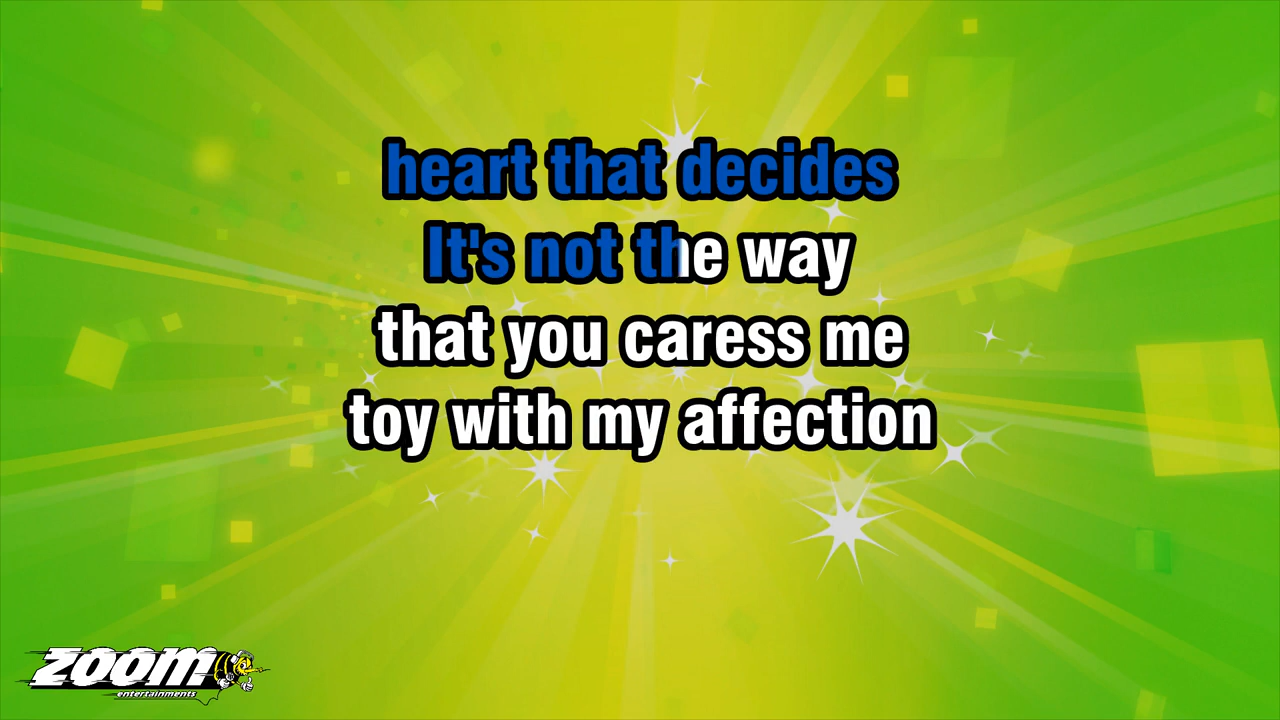 heart that decides
It's not the way
that you caress me
toy with my affection
zoom
entertainments